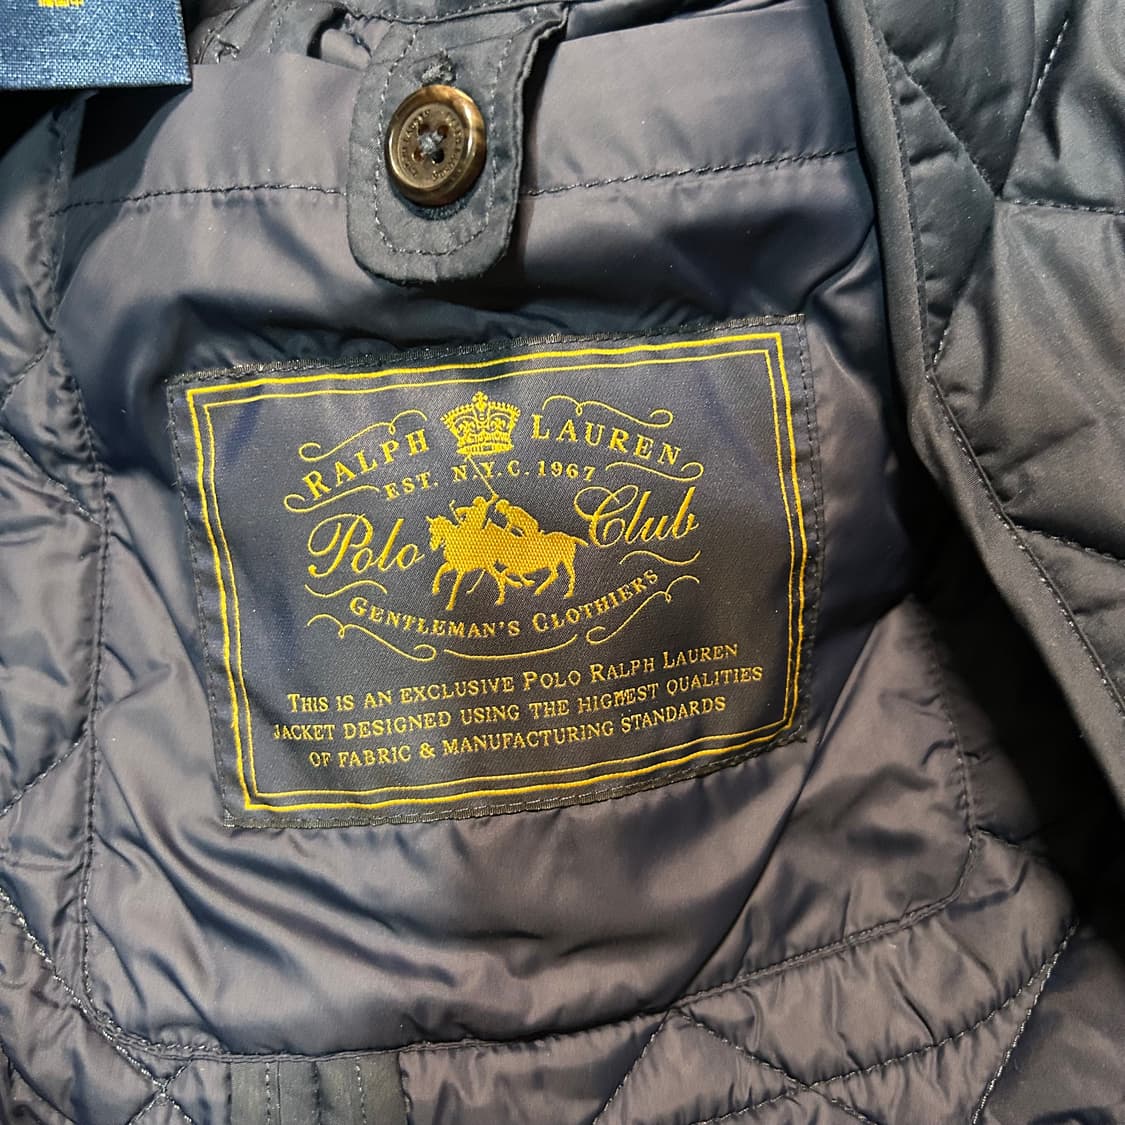 RALPH LAUREN
EST. N.Y.C. 1967
Polo Club
GENTLEMAN'S CLOTHIERS
THIS IS AN EXCLUSIVE POLO RALPH LAUREN
JACKET DESIGNED USING THE HIGHEST QUALITIES
OF FABRIC & MANUFACTURING STANDARDS